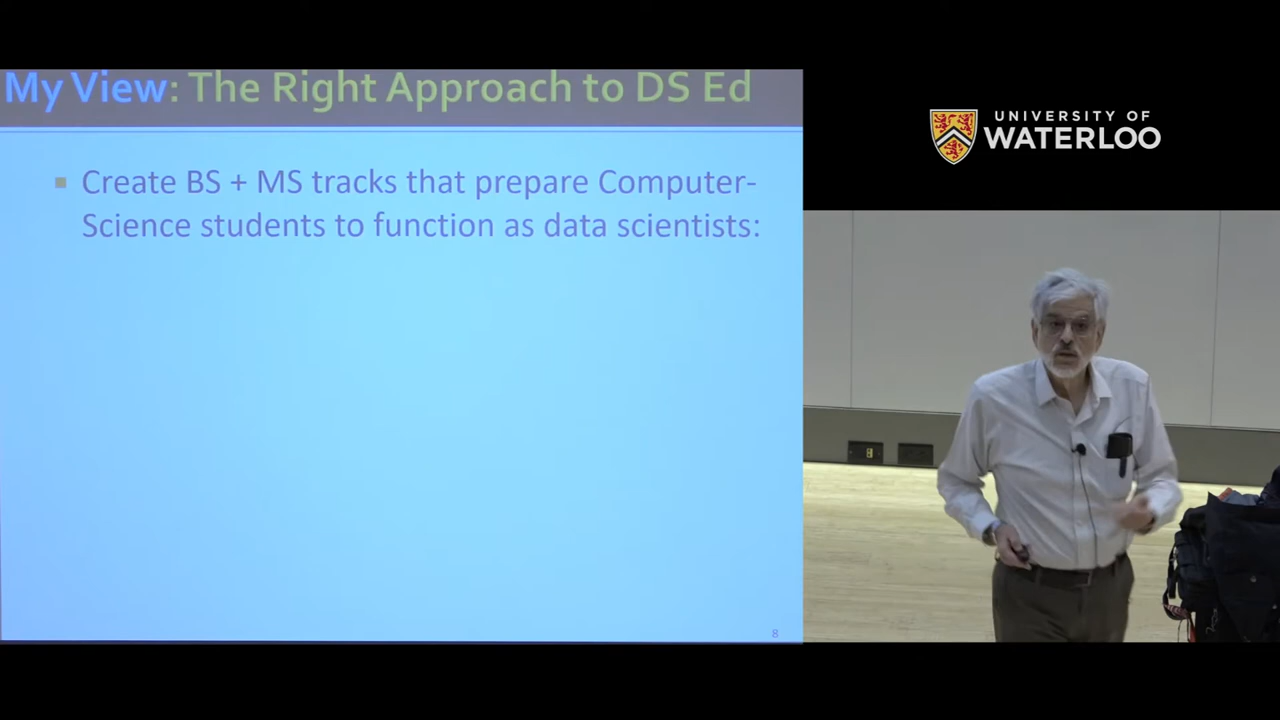 My View: The Right Approach to DS Ed
Create BS + MS tracks that prepare Computer-
Science students to function as data scientists:
8
UNIVERSITY OF
WATERLOO